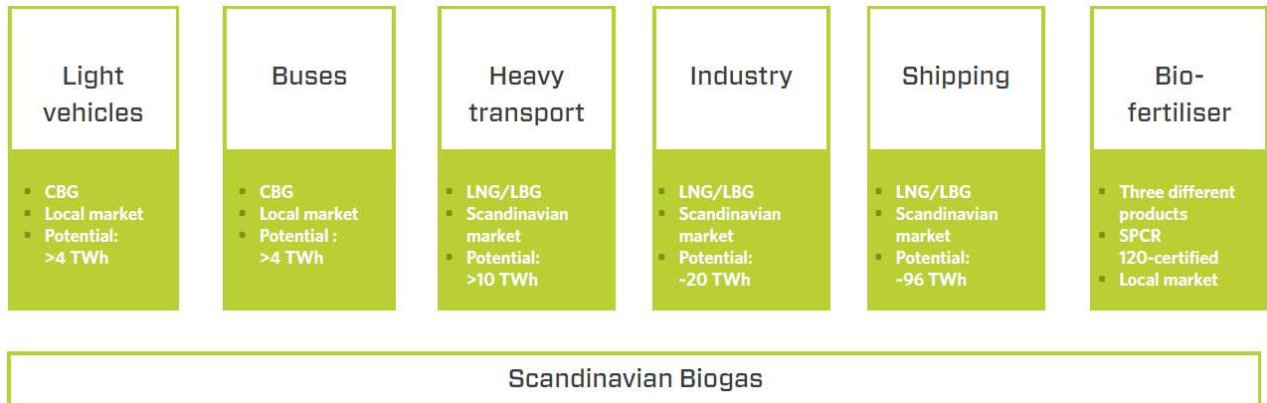 Light
vehicles
▪ CBG
▪ Local market
▪ Potential:
>4 TWh
Buses
▪ CBG
▪ Local market
▪ Potential :
>4 TWh
Heavy
transport
▪ LNG/LBG
▪ Scandinavian
market
▪ Potential:
>10 TWh
Industry
▪ LNG/LBG
▪ Scandinavian
market
▪ Potential:
~20 TWh
Shipping
▪ LNG/LBG
▪ Scandinavian
market
▪ Potential:
~96 TWh
Bio-
fertiliser
▪ Three different
products
▪ SPCR
120-certified
▪ Local market
Scandinavian Biogas